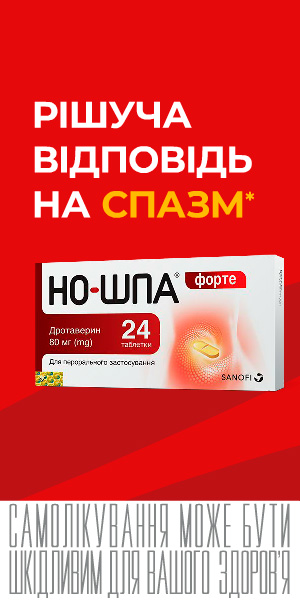 РІШУЧА
ВІДПОВІДЬ
НА СПАЗМ*
НО-ШПА® форте
Дротаверин
80 мг (mg)
24
таблетки
Для перорального застосування
SANOFI
САМОЛІКУВАННЯ МОЖЕ БУТИ
ШКІДЛИВИМ ДЛЯ ВАШОГО ЗДОРОВ'Я